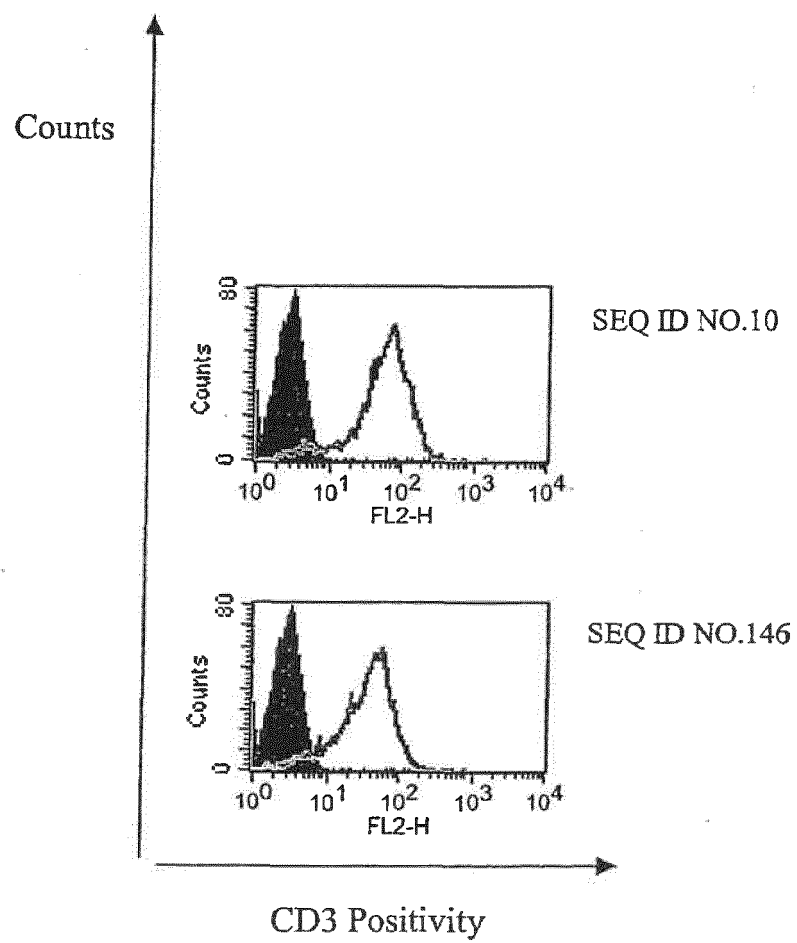 Counts
80
Counts
0
10^0 10^1 10^2 10^3 10^4
FL2-H
SEQ ID NO.10
80
Counts
0
10^0 10^1 10^2 10^3 10^4
FL2-H
SEQ ID NO.146
CD3 Positivity